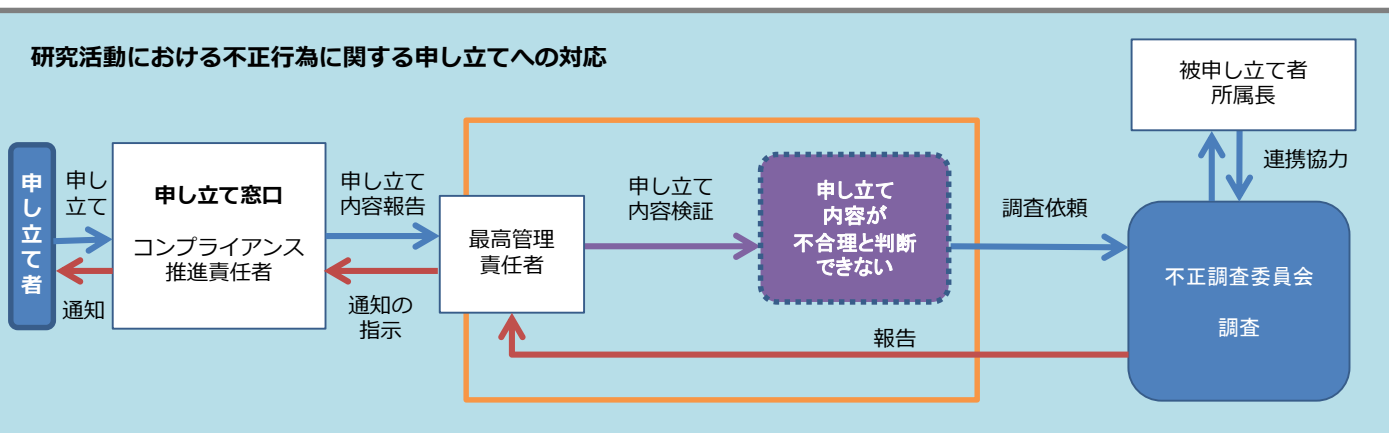 研究活動における不正行為に関する申し立てへの対応
申し立て者
申し
立て
通知
申し立て窓口
コンプライアンス
推進責任者
申し立て
内容報告
通知の
指示
最高管理
責任者
申し立て
内容検証
申し立て
内容が
不合理と判断
できない
調査依頼
報告
被申し立て者
所属長
連携協力
不正調査委員会
調査